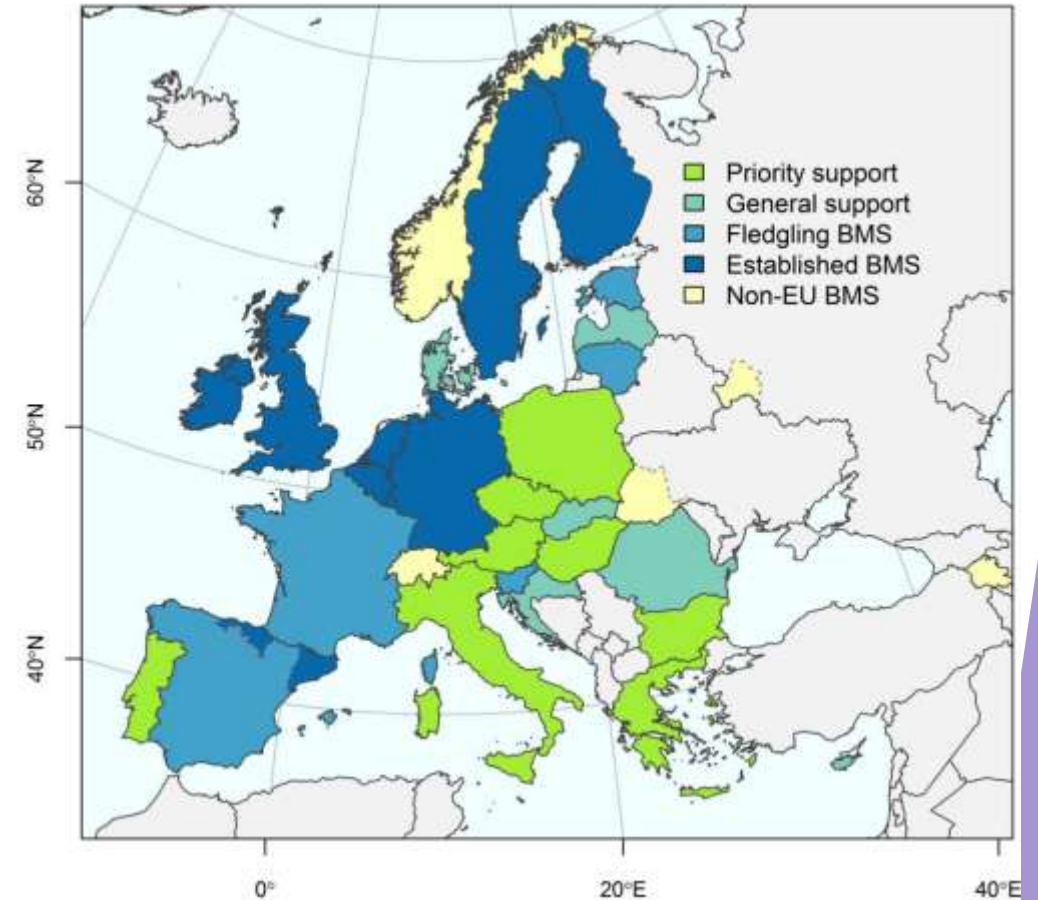 60°N
50°N
40°N
Priority support
General support
Fledgling BMS
Established BMS
Non-EU BMS
0°
20°E
40°E